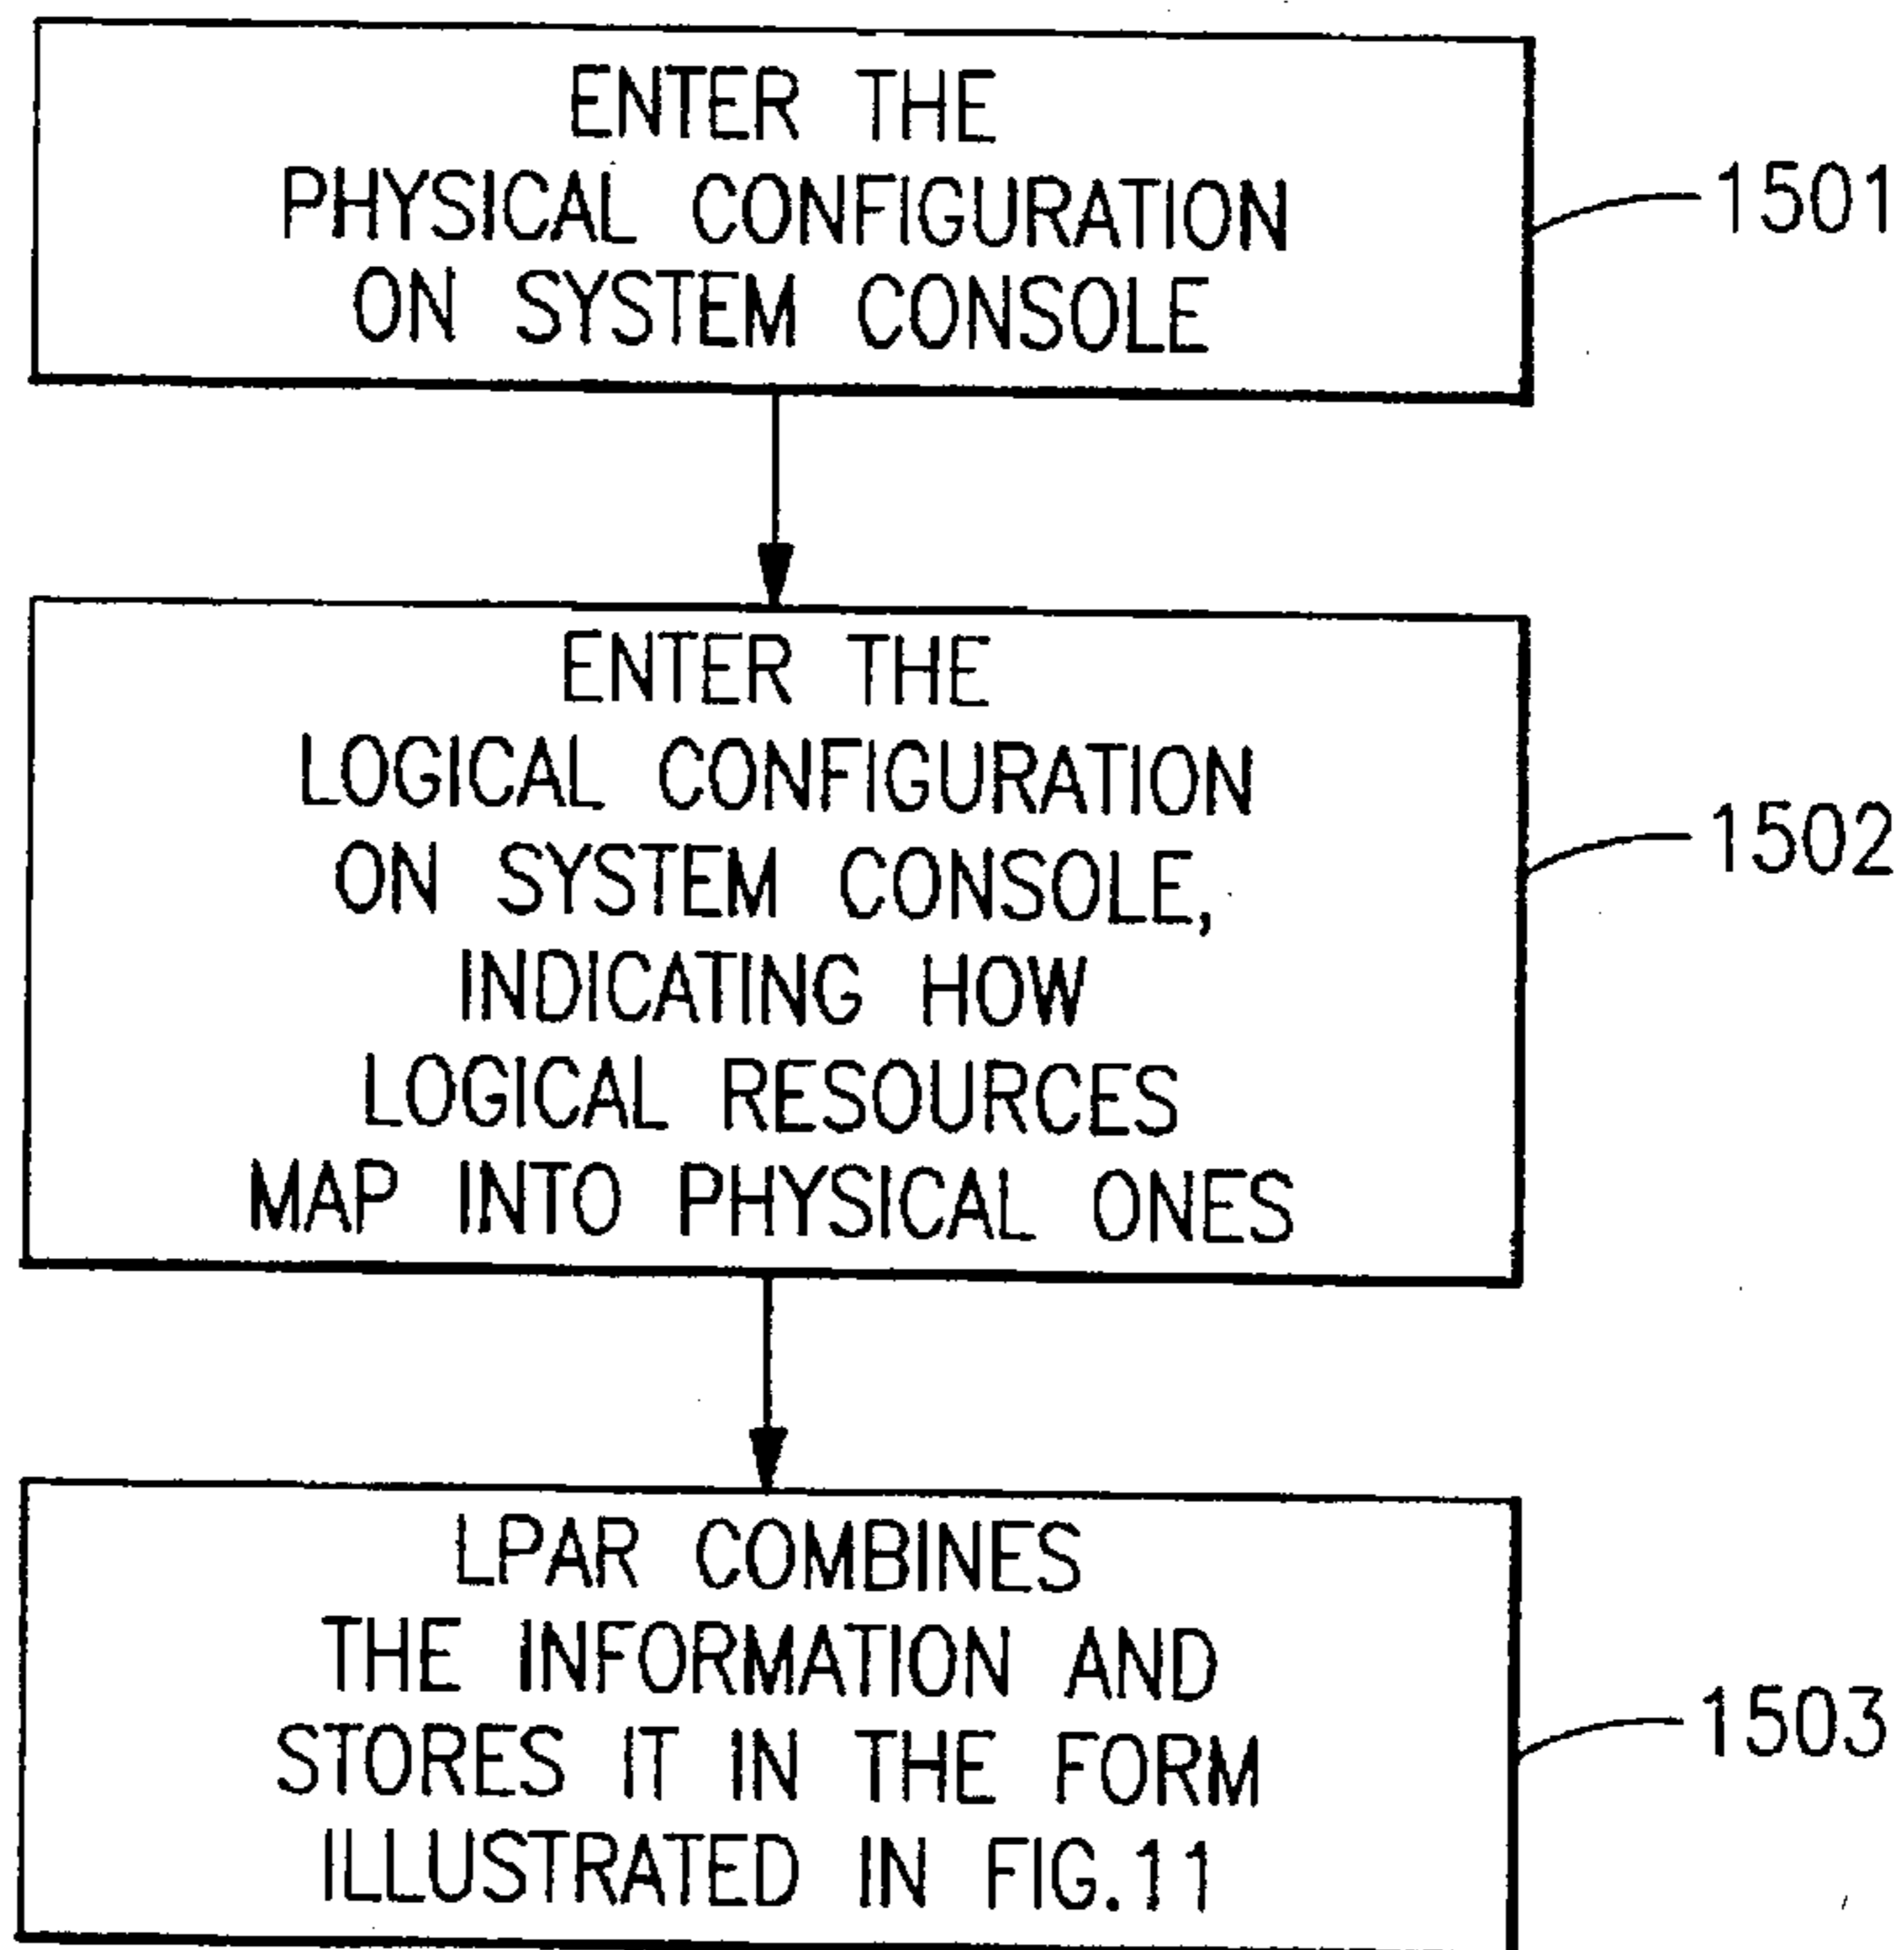 ENTER THE
PHYSICAL CONFIGURATION
ON SYSTEM CONSOLE
1501
ENTER THE
LOGICAL CONFIGURATION
ON SYSTEM CONSOLE,
INDICATING HOW
LOGICAL RESOURCES
MAP INTO PHYSICAL ONES
1502
LPAR COMBINES
THE INFORMATION AND
STORES IT IN THE FORM
ILLUSTRATED IN FIG.11
1503